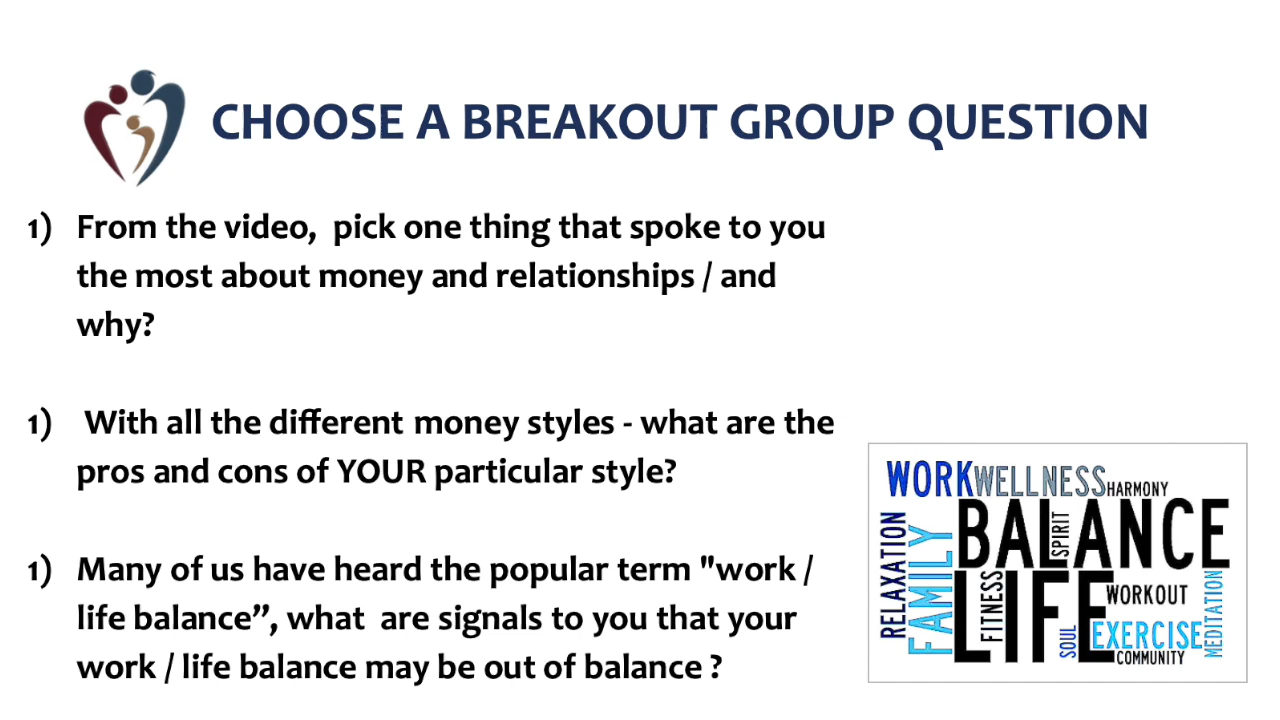 CHOOSE A BREAKOUT GROUP QUESTION
1) From the video, pick one thing that spoke to you
the most about money and relationships / and
why?
1) With all the different money styles - what are the
pros and cons of YOUR particular style?
1) Many of us have heard the popular term "work /
life balance”, what are signals to you that your
work / life balance may be out of balance ?
WORK WELLNESS HARMONY
BALANCE
SPIRIT
RELAXATION
FAMILY
LIFE
FITNESS
WORKOUT
SOUL
EXERCISE
MEDITATION
COMMUNITY